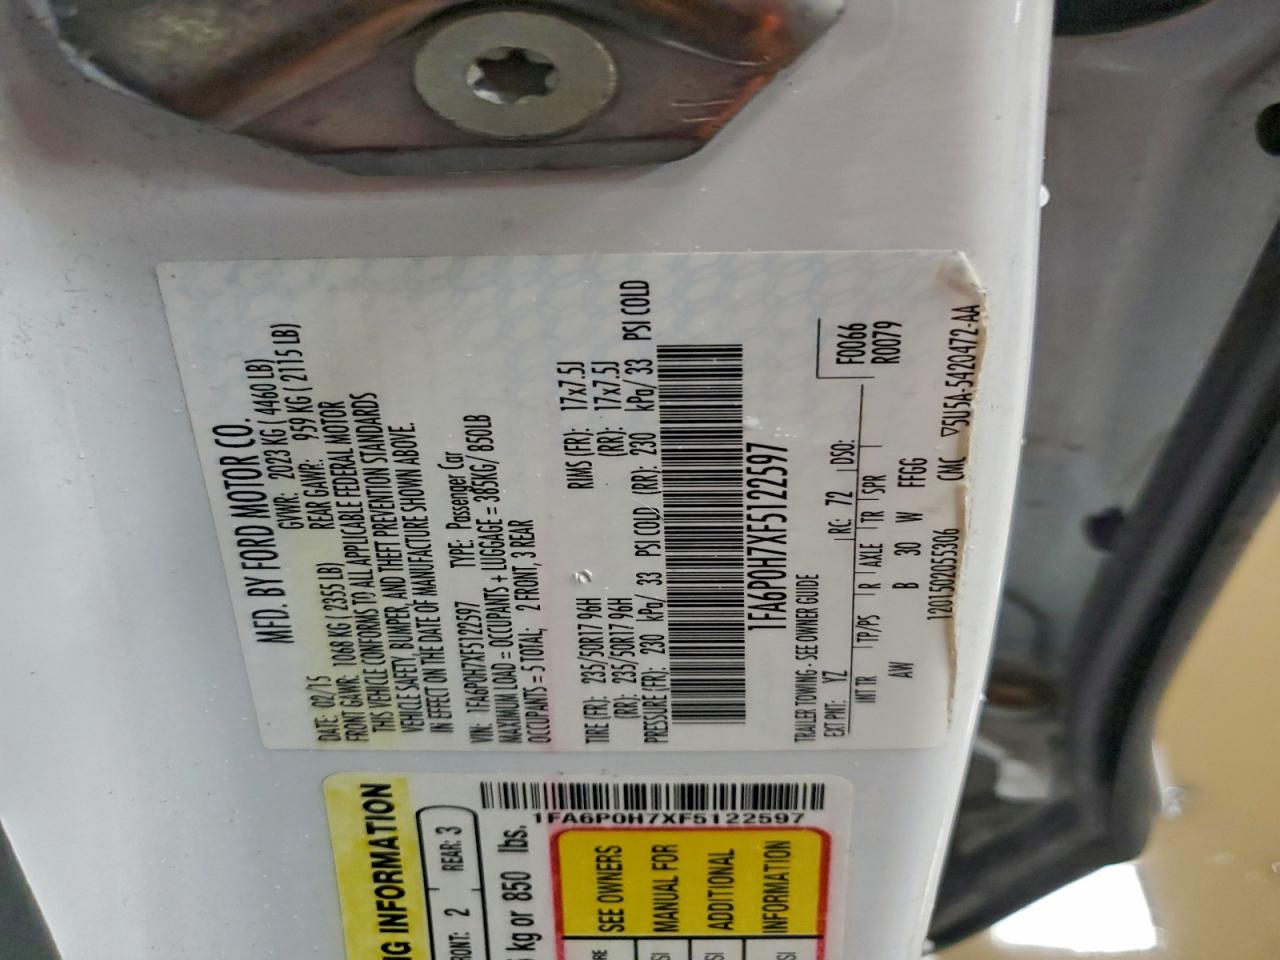 MFD. BY FORD MOTOR CO.
DATE: 02/15 GVWR: 2023 KG ( 4460 LB)
FRONT GAWR: 1068 KG ( 2355 LB) REAR GAWR: 959 KG ( 2115 LB)
THIS VEHICLE CONFORMS TO ALL APPLICABLE FEDERAL MOTOR
VEHICLE SAFETY, BUMPER, AND THEFT PREVENTION STANDARDS
IN EFFECT ON THE DATE OF MANUFACTURE SHOWN ABOVE.
VIN: 1FA6P0H7XF5122597 TYPE: Passenger Car
MAXIMUM LOAD = OCCUPANTS + LUGGAGE = 385KG/ 850LB
OCCUPANTS = 5 TOTAL; 2 FRONT, 3 REAR
TIRE (FR): 235/50R17 96H RIMS (FR): 17x7.5J
(RR): 235/50R17 96H (RR): 17x7.5J
PRESSURE (FR): 230 kPa/ 33 PSI COLD (RR): 230 kPa/ 33 PSI COLD
1FA6P0H7XF5122597
TRAILER TOWING - SEE OWNER GUIDE F0066
EXT PNT: YZ RC: 72 DSO: R0079
INT TR TP/PS R AXLE TR SPR
AW B 30 W FFGG
12015020553​06 CMC ▽5U5A-5420472-AA
NG INFORMATION
FRONT: 2 REAR: 3
kg or 850 lbs.
1FA6P0H7XF5122597
SEE OWNERS
MANUAL FOR
ADDITIONAL
INFORMATION